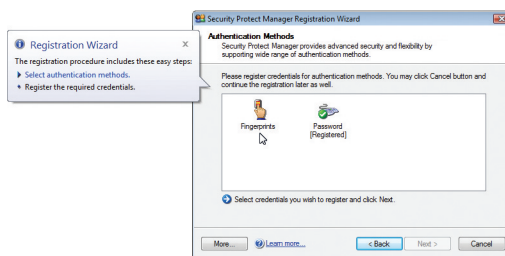 Security Protect Manager Registration Wizard
Authentication Methods
Security Protect Manager provides advanced security and flexibility by
supporting wide range of authentication methods.
Registration Wizard
The registration procedure includes these easy steps:
Select authentication methods.
Register the required credentials.
Please register credentials for authentication methods. You may click Cancel button and
continue the registration later as well.
Fingerprints
Password
[Registered]
Select credentials you wish to register and click Next.
More...
Learn more...
< Back
Next >
Cancel